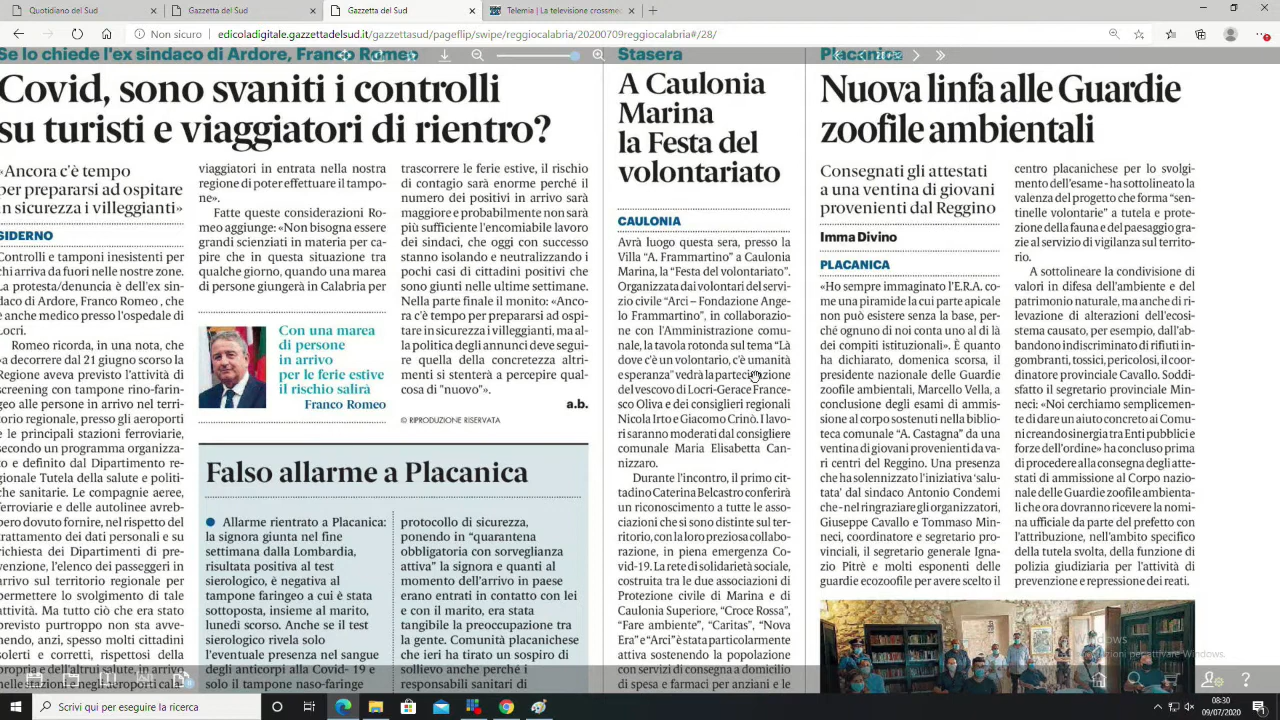 Quotidiano del Sud
Gazzetta del Sud
Gazzetta del Sud
Telemia | La televisione crossme
Non sicuro
edicoladigitale.gazzettadelsud.it/gazzettasud/pageflip/swipe/reggiocalabria/20200709reggiocalabria#/28/
Se lo chiede l'ex sindaco di Ardore, Franco Romeo
Covid, sono svaniti i controlli
su turisti e viaggiatori di rientro?
«Ancora c'è tempo
per prepararsi ad ospitare
in sicurezza i villeggianti»
SIDERNO
Controlli e tamponi inesistenti per
chi arriva da fuori nelle nostre zone.
La protesta/denuncia è dell'ex sin-
daco di Ardore, Franco Romeo , che
è anche medico presso l'ospedale di
Locri.
Romeo ricorda, in una nota, che
«a decorrere dal 21 giugno scorso la
Regione aveva previsto l'attività di
screening con tampone rino-farin-
geo alle persone in arrivo nel terri-
torio regionale, presso gli aeroporti
e le principali stazioni ferroviarie,
secondo un programma organizza-
to e definito dal Dipartimento re-
gionale Tutela della salute e politi-
che sanitarie. Le compagnie aeree,
ferroviarie e delle autolinee avreb-
bero dovuto fornire, nel rispetto del
trattamento dei dati personali e su
richiesta dei Dipartimenti di pre-
venzione, l'elenco dei passeggeri in
arrivo sul territorio regionale per
permettere lo svolgimento di tale
attività. Ma tutto ciò che era stato
previsto purtroppo non sta avve-
nendo, anzi, spesso molti cittadini
solerti e corretti, rispettosi della
propria e dell'altrui salute, in arrivo
nelle stazioni o negli aeroporti cala-
viaggiatori in entrata nella nostra
regione di poter effettuare il tampo-
ne».
Fatte queste considerazioni Ro-
meo aggiunge: «Non bisogna essere
grandi scienziati in materia per ca-
pire che in questa situazione tra
qualche giorno, quando una marea
di persone giungerà in Calabria per
Con una marea
di persone
in arrivo
per le ferie estive
il rischio salirà
Franco Romeo
trascorrere le ferie estive, il rischio
di contagio sarà enorme perché il
numero dei positivi in arrivo sarà
maggiore e probabilmente non sarà
più sufficiente l'encomiabile lavoro
dei sindaci, che oggi con successo
stanno isolando e neutralizzando i
pochi casi di cittadini positivi che
sono giunti nelle ultime settimane.
Nella parte finale il monito: «Anco-
ra c'è tempo per prepararsi ad ospi-
tare in sicurezza i villeggianti, ma al-
la politica degli annunci deve segui-
re quella della concretezza altri-
menti si stenterà a percepire qual-
cosa di "nuovo"».
a.b.
© RIPRODUZIONE RISERVATA
Falso allarme a Placanica
Allarme rientrato a Placanica:
la signora giunta nel fine
settimana dalla Lombardia,
risultata positiva al test
sierologico, è negativa al
tampone faringeo a cui è stata
sottoposta, insieme al marito,
lunedì scorso. Anche se il test
sierologico rivela solo
l'eventuale presenza nel sangue
degli anticorpi alla Covid- 19 e
solo il tampone naso-faringe
protocollo di sicurezza,
ponendo in “quarantena
obbligatoria con sorveglianza
attiva” la signora e quanti al
momento dell'arrivo in paese
erano entrati in contatto con lei
e con il marito, era stata
tangibile la preoccupazione tra
la gente. Comunità placanichese
che ieri ha tirato un sospiro di
sollievo anche perché i
responsabili sanitari di
Stasera
A Caulonia
Marina
la Festa del
volontariato
CAULONIA
Avrà luogo questa sera, presso la
Villa “A. Frammartino” a Caulonia
Marina, la “Festa del volontariato”.
Organizzata dai volontari del servi-
zio civile “Arci – Fondazione Ange-
lo Frammartino”, in collaborazio-
ne con l'Amministrazione comu-
nale, la tavola rotonda sul tema “Là
dove c'è un volontario, c'è umanità
e speranza” vedrà la partecipazione
del vescovo di Locri-Gerace France-
sco Oliva e dei consiglieri regionali
Nicola Irto e Giacomo Crinò. I lavo-
ri saranno moderati dal consigliere
comunale Maria Elisabetta Can-
nizzaro.
Durante l'incontro, il primo cit-
tadino Caterina Belcastro conferirà
un riconoscimento a tutte le asso-
ciazioni che si sono distinte sul ter-
ritorio, con la loro preziosa collabo-
razione, in piena emergenza Co-
vid-19. La rete di solidarietà sociale,
costruita tra le due associazioni di
Protezione civile di Marina e di
Caulonia Superiore, “Croce Rossa”,
“Fare ambiente”, “Caritas”, “Nova
Era” e “Arci” è stata particolarmente
attiva sostenendo la popolazione
con servizi di consegna a domicilio
di spesa e farmaci per anziani e le
Placanica
Nuova linfa alle Guardie
zoofile ambientali
Consegnati gli attestati
a una ventina di giovani
provenienti dal Reggino
Imma Divino
PLACANICA
«Ho sempre immaginato l'E.R.A. co-
me una piramide la cui parte apicale
non può esistere senza la base, per-
ché ognuno di noi conta uno al di là
dei compiti istituzionali». È quanto
ha dichiarato, domenica scorsa, il
presidente nazionale delle Guardie
zoofile ambientali, Marcello Vella, a
conclusione degli esami di ammis-
sione al corpo sostenuti nella biblio-
teca comunale “A. Castagna” da una
ventina di giovani provenienti da va-
ri centri del Reggino. Una presenza
che ha solennizzato l'iniziativa ‘salu-
tata’ dal sindaco Antonio Condemi
che - nel ringraziare gli organizzatori,
Giuseppe Cavallo e Tommaso Min-
neci, coordinatore e segretario pro-
vinciali, il segretario generale Igna-
zio Pitrè e molti esponenti delle
guardie ecozoofile per avere scelto il
centro placanichese per lo svolgi-
mento dell'esame - ha sottolineato la
valenza del progetto che forma “sen-
tinelle volontarie” a tutela e prote-
zione della fauna e del paesaggio gra-
zie al servizio di vigilanza sul territo-
rio.
A sottolineare la condivisione di
valori in difesa dell'ambiente e del
patrimonio naturale, ma anche di ri-
levazione di alterazioni dell'ecosi-
stema causato, per esempio, dall'ab-
bandono indiscriminato di rifiuti in-
gombranti, tossici, pericolosi, il coor-
dinatore provinciale Cavallo. Soddi-
sfatto il segretario provinciale Min-
neci: «Noi cerchiamo semplicemen-
te di dare un aiuto concreto ai Comu-
ni creando sinergia tra Enti pubblici e
forze dell'ordine» ha concluso prima
di procedere alla consegna degli atte-
stati di ammissione al Corpo nazio-
nale delle Guardie zoofile ambienta-
li che ora dovranno ricevere la nomi-
na ufficiale da parte del prefetto con
l'attribuzione, nell'ambito specifico
della tutela svolta, della funzione di
polizia giudiziaria per l'attività di
prevenzione e repressione dei reati.
Windows
per attivare Windows.
Scrivi qui per eseguire la ricerca
08:30
09/07/2020